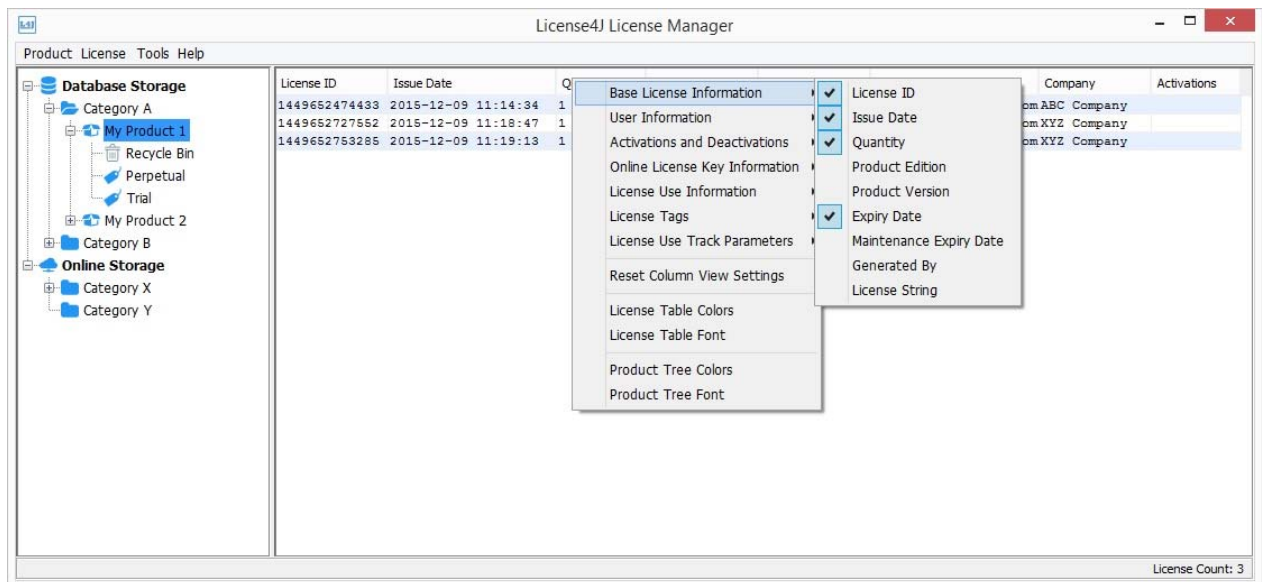 L4J
License4J License Manager
Product License Tools Help
Database Storage
Category A
My Product 1
Recycle Bin
Perpetual
Trial
My Product 2
Category B
Online Storage
Category X
Category Y
License ID Issue Date Q Company Activations
1449652474433 2015-12-09 11:14:34 1 om ABC Company
1449652727552 2015-12-09 11:18:47 1 om XYZ Company
1449652753285 2015-12-09 11:19:13 1 om XYZ Company
Base License Information
User Information
Activations and Deactivations
Online License Key Information
License Use Information
License Tags
License Use Track Parameters
Reset Column View Settings
License Table Colors
License Table Font
Product Tree Colors
Product Tree Font
License ID
Issue Date
Quantity
Product Edition
Product Version
Expiry Date
Maintenance Expiry Date
Generated By
License String
License Count: 3